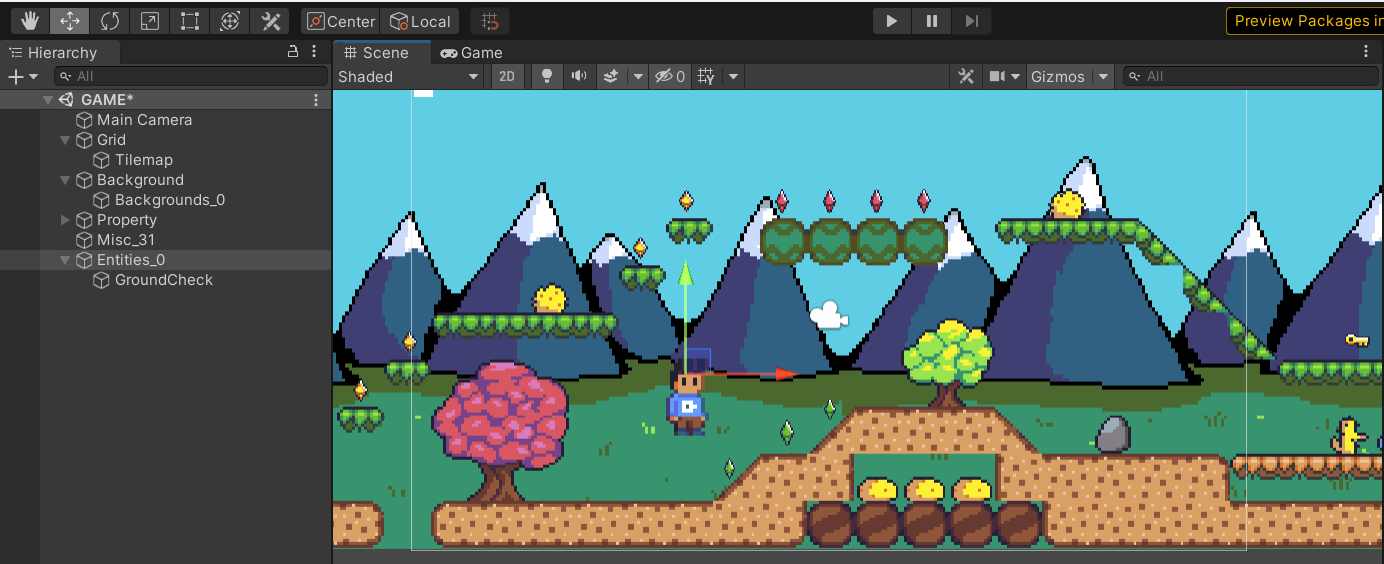 Center Local
Preview Packages in
Hierarchy
All
GAME*
Main Camera
Grid
Tilemap
Background
Backgrounds_0
Property
Misc_31
Entities_0
GroundCheck
Scene Game
Shaded 2D 0 Gizmos All